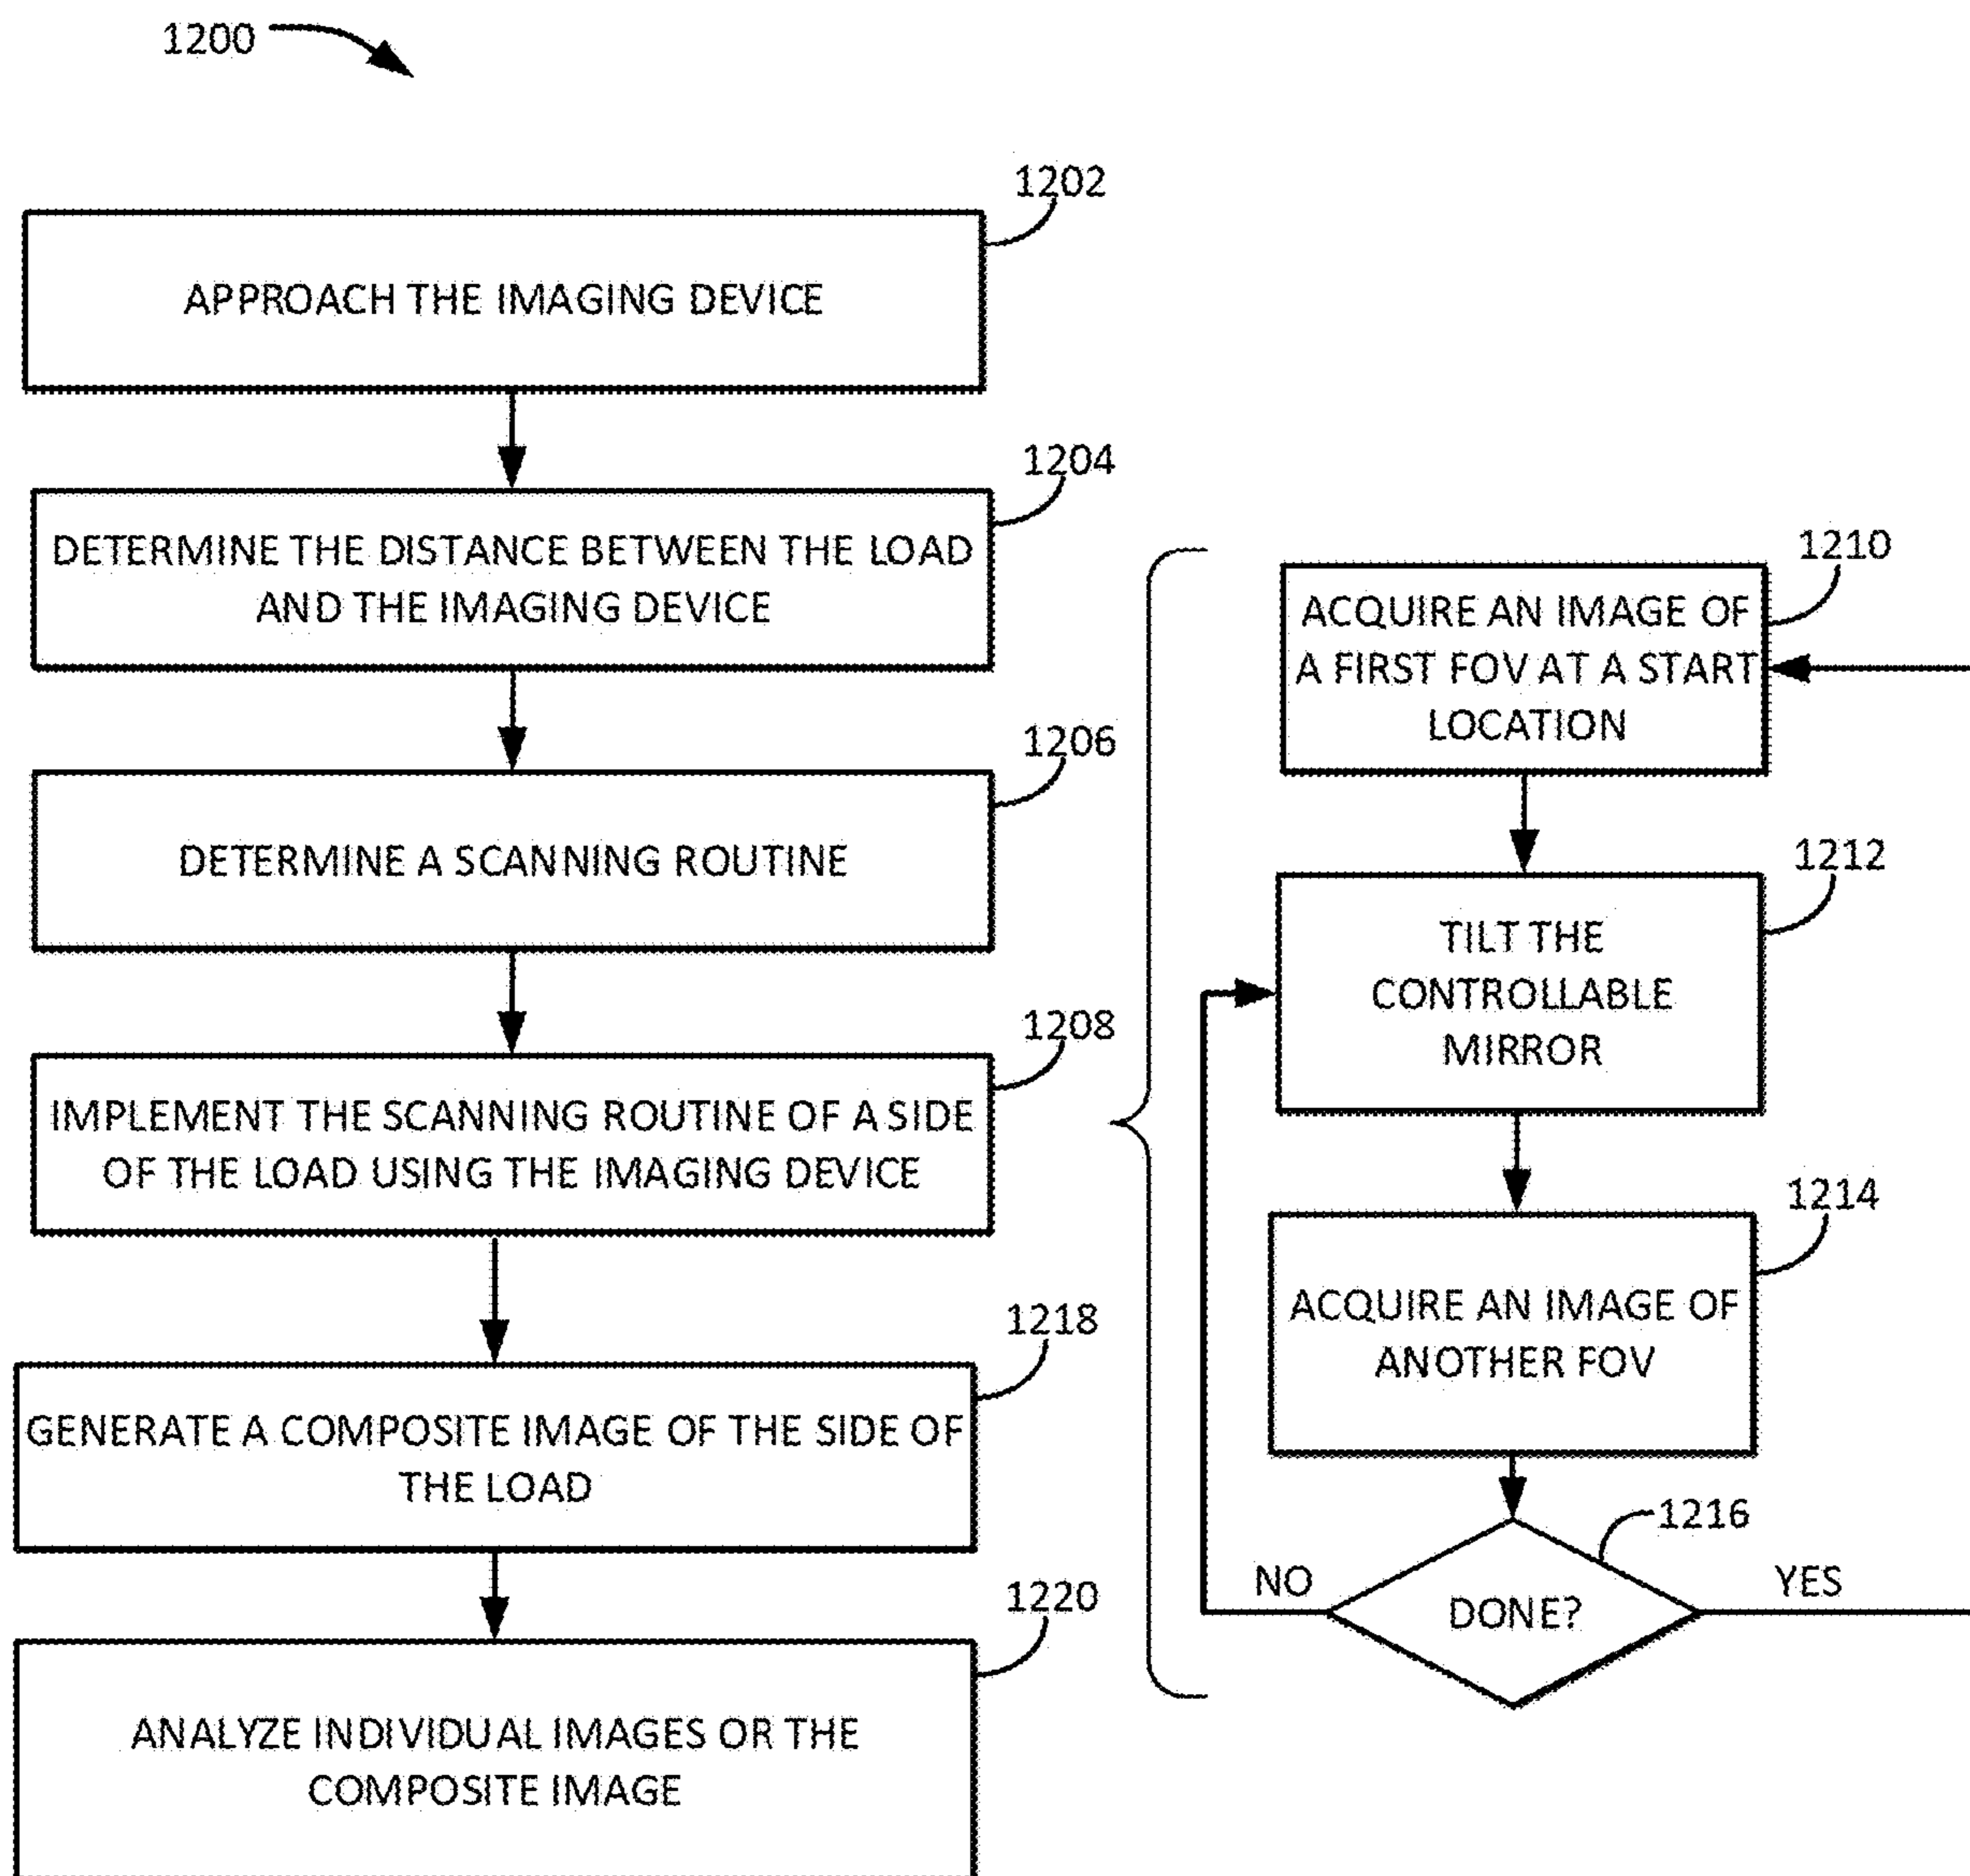 1200
1202
APPROACH THE IMAGING DEVICE
1204
DETERMINE THE DISTANCE BETWEEN THE LOAD
AND THE IMAGING DEVICE
1206
DETERMINE A SCANNING ROUTINE
1208
IMPLEMENT THE SCANNING ROUTINE OF A SIDE
OF THE LOAD USING THE IMAGING DEVICE
1218
GENERATE A COMPOSITE IMAGE OF THE SIDE OF
THE LOAD
1220
ANALYZE INDIVIDUAL IMAGES OR THE
COMPOSITE IMAGE
1210
ACQUIRE AN IMAGE OF
A FIRST FOV AT A START
LOCATION
1212
TILT THE
CONTROLLABLE
MIRROR
1214
ACQUIRE AN IMAGE OF
ANOTHER FOV
1216
NO
DONE?
YES